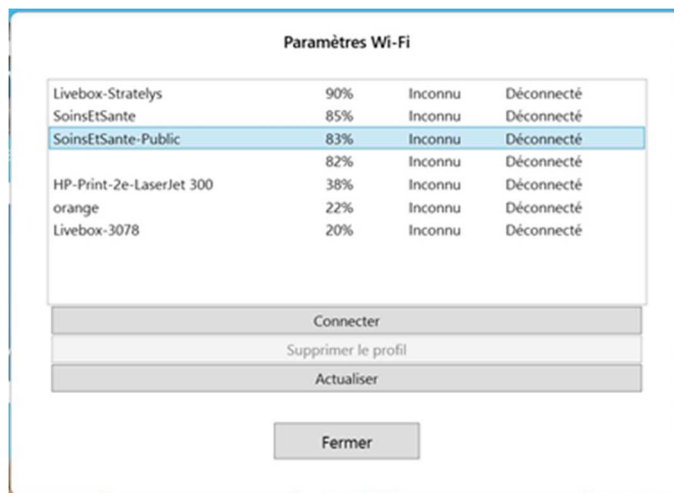 Paramètres Wi-Fi
Livebox-Stratelys 90% Inconnu Déconnecté
SoinsEtSante 85% Inconnu Déconnecté
SoinsEtSante-Public 83% Inconnu Déconnecté
82% Inconnu Déconnecté
HP-Print-2e-LaserJet 300 38% Inconnu Déconnecté
orange 22% Inconnu Déconnecté
Livebox-3078 20% Inconnu Déconnecté
Connecter
Supprimer le profil
Actualiser
Fermer